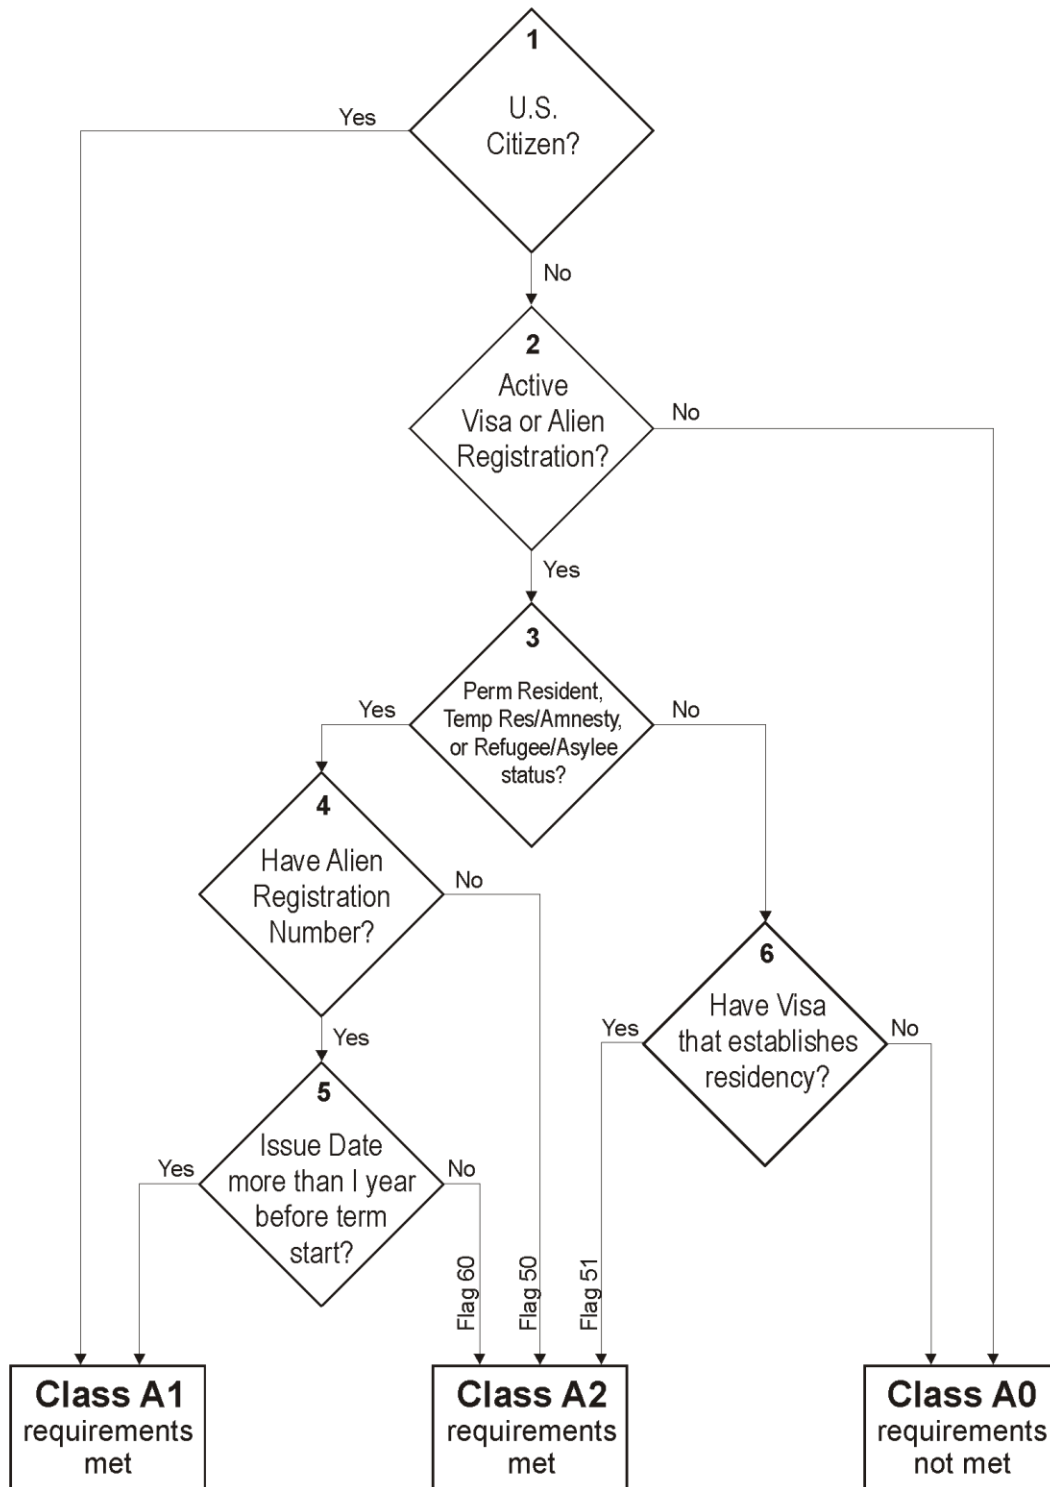 1
U.S.
Citizen?
Yes
No
2
Active
Visa or Alien
Registration?
No
Yes
3
Perm Resident,
Temp Res/Amnesty,
or Refugee/Asylee
status?
Yes
No
4
Have Alien
Registration
Number?
No
Yes
6
Have Visa
that establishes
residency?
Yes
No
5
Issue Date
more than I year
before term
start?
Yes
No
Flag 60
Flag 50
Flag 51
Class A1
requirements
met
Class A2
requirements
met
Class A0
requirements
not met